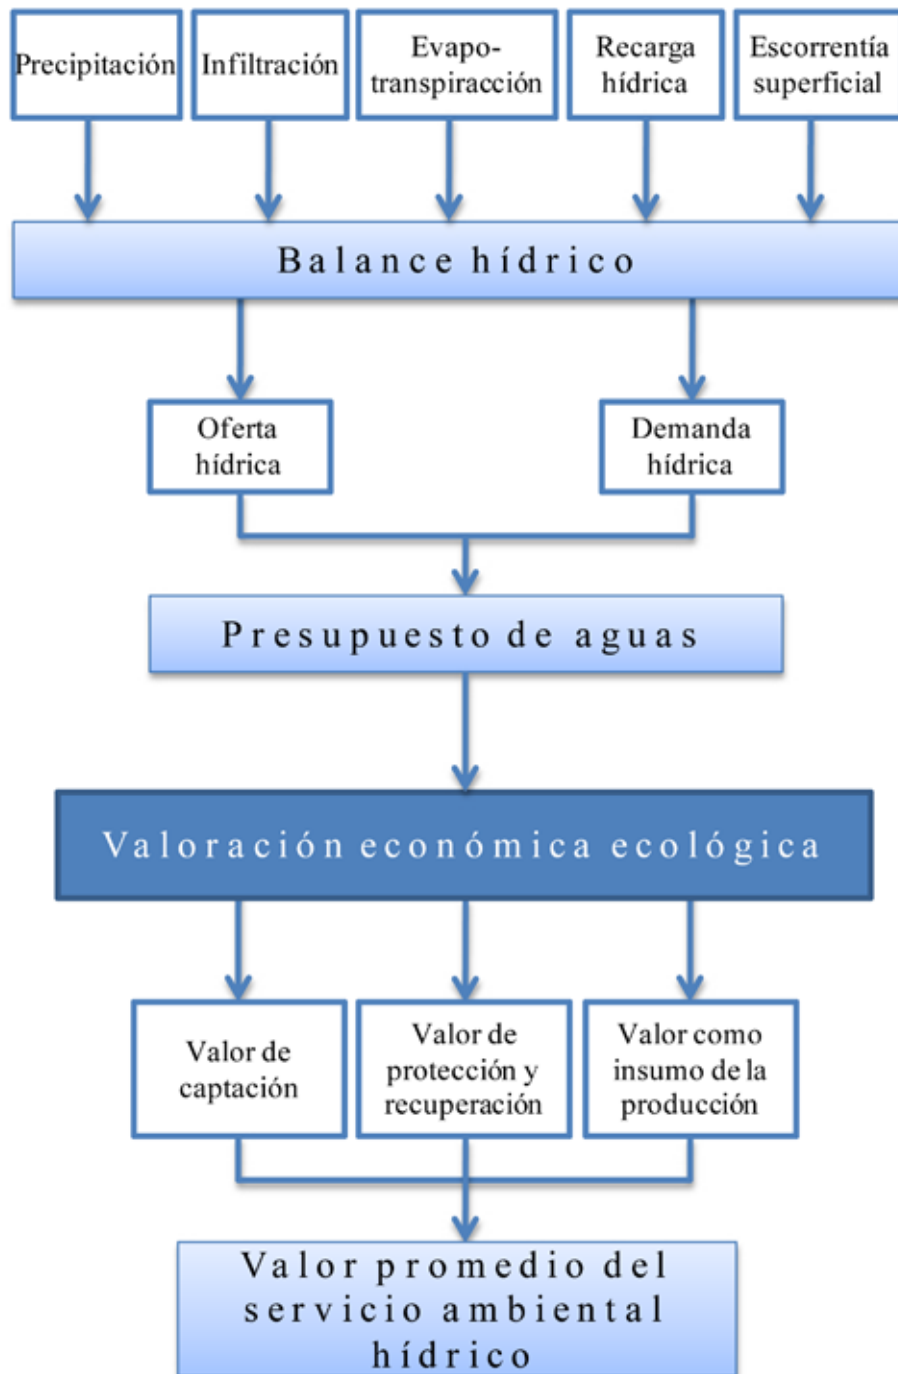 Precipitación
Infiltración
Evapo-
transpiracción
Recarga
hídrica
Escorrentía
superficial
Balance hídrico
Oferta
hídrica
Demanda
hídrica
Presupuesto de aguas
Valoración económica ecológica
Valor de
captación
Valor de
protección y
recuperación
Valor como
insumo de la
producción
Valor promedio del
servicio ambiental
hídrico